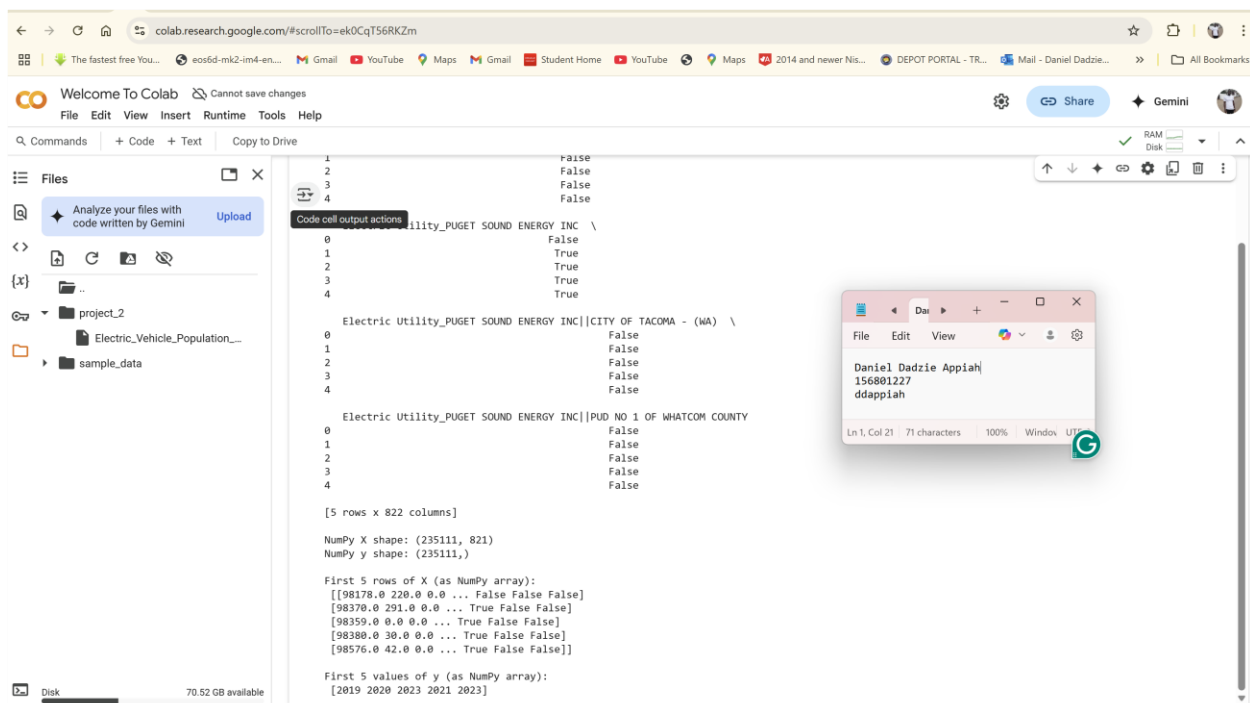 colab.research.google.com/#scrollTo=ek0CqT56RKZm
The fastest free You... eos6d-mk2-im4-en.... Gmail YouTube Maps Gmail Student Home YouTube Maps 2014 and newer Nis... DEPOT PORTAL - TR... Mail - Daniel Dadzie... » All Bookmarks
CO Welcome To Colab Cannot save changes
Share Gemini
File Edit View Insert Runtime Tools Help
Commands + Code + Text Copy to Drive
RAM
Disk
Files
Analyze your files with
code written by Gemini
Upload
..
project_2
Electric_Vehicle_Population_...
sample_data
Disk 70.52 GB available
1 False
2 False
3 False
4 False
Code cell output actions
ility_PUGET SOUND ENERGY INC \
0 False
1 True
2 True
3 True
4 True
Electric Utility_PUGET SOUND ENERGY INC||CITY OF TACOMA - (WA) \
0 False
1 False
2 False
3 False
4 False
Electric Utility_PUGET SOUND ENERGY INC||PUD NO 1 OF WHATCOM COUNTY
0 False
1 False
2 False
3 False
4 False
[5 rows x 822 columns]
NumPy X shape: (235111, 821)
NumPy y shape: (235111,)
First 5 rows of X (as NumPy array):
[[98178.0 220.0 0.0 ... False False False]
[98370.0 291.0 0.0 ... True False False]
[98359.0 0.0 0.0 ... True False False]
[98380.0 30.0 0.0 ... True False False]
[98576.0 42.0 0.0 ... True False False]]
First 5 values of y (as NumPy array):
[2019 2020 2023 2021 2023]
File Edit View
Daniel Dadzie Appiah
156801227
ddappiah
Ln 1, Col 21 71 characters 100%